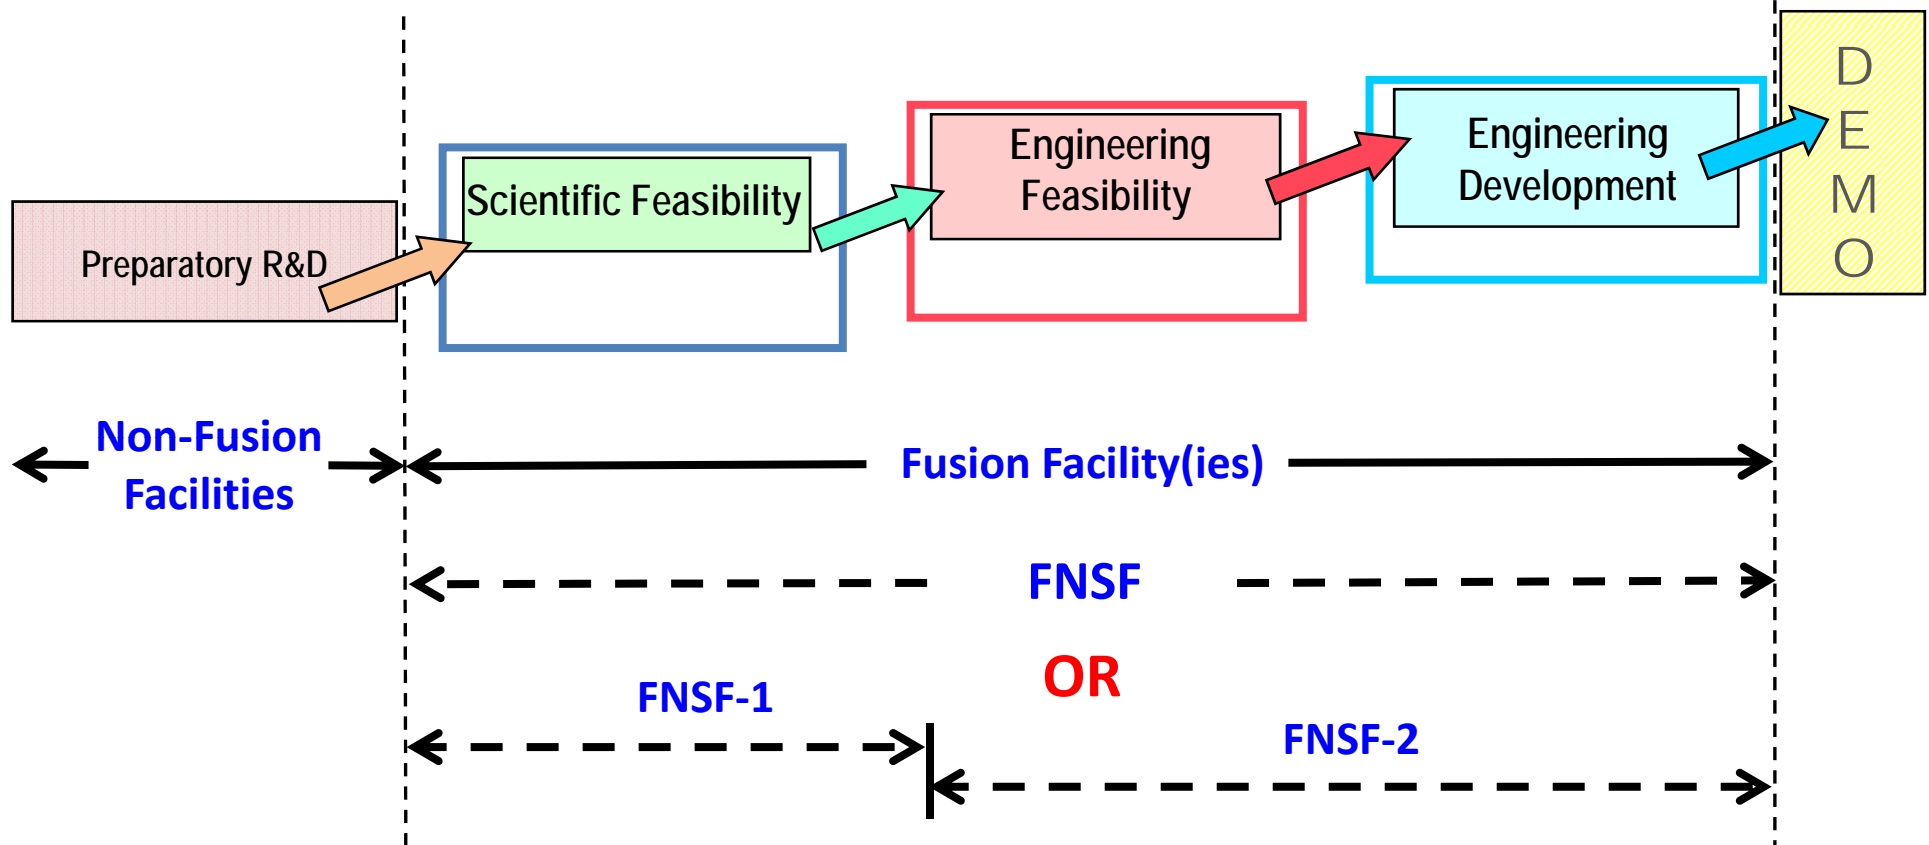 Preparatory R&D
Scientific Feasibility
Engineering
Feasibility
Engineering
Development
D
E
M
O
Non-Fusion
Facilities
Fusion Facility(ies)
FNSF
OR
FNSF-1
FNSF-2